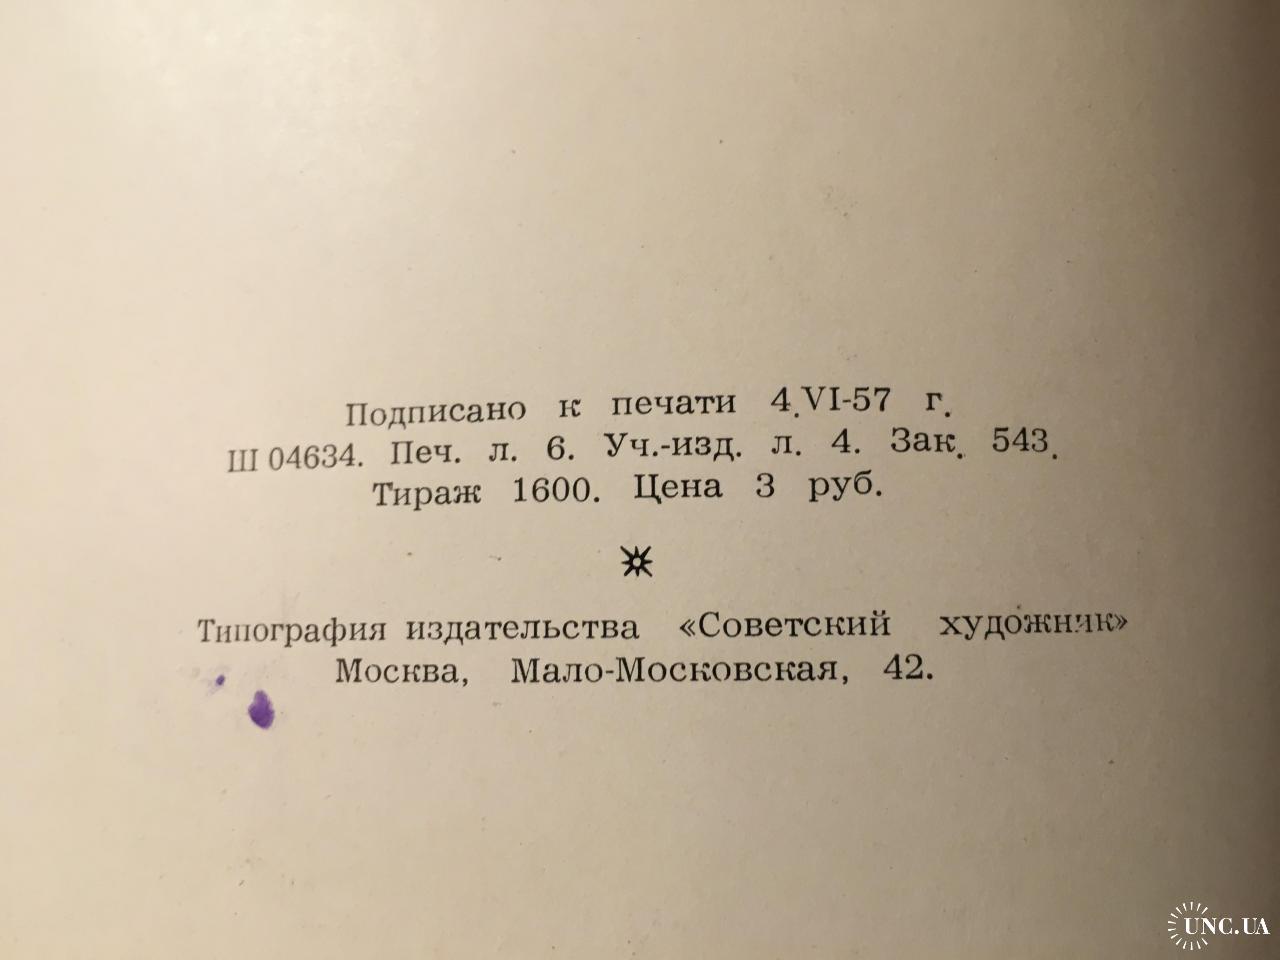 Подписано к печати 4.VI-57 г.
Ш 04634. Печ. л. 6. Уч.-изд. л. 4. Зак. 543.
Тираж 1600. Цена 3 руб.
Типография издательства «Советский художник»
Москва, Мало-Московская, 42.
UNC.UA